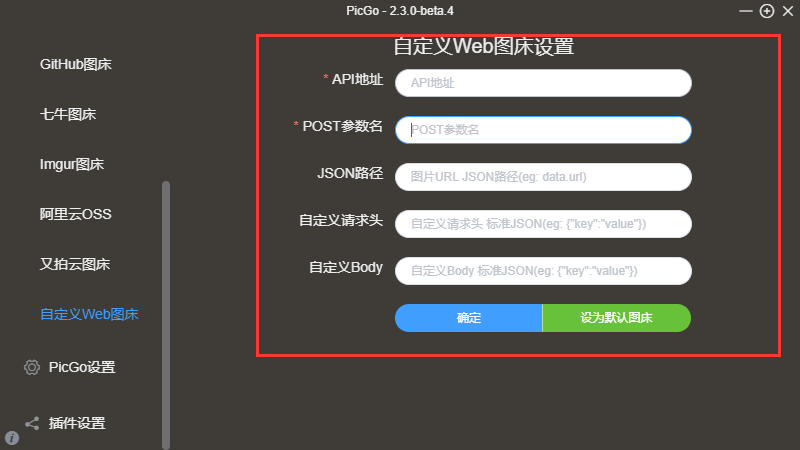 PicGo - 2.3.0-beta.4
GitHub图床
七牛图床
Imgur图床
阿里云OSS
又拍云图床
自定义Web图床
PicGo设置
插件设置
自定义Web图床设置
* API地址
API地址
* POST参数名
POST参数名
JSON路径
图片URL JSON路径(eg: data.url)
自定义请求头
自定义请求头 标准JSON(eg: {"key":"value"})
自定义Body
自定义Body 标准JSON(eg: {"key":"value"})
确定
设为默认图床